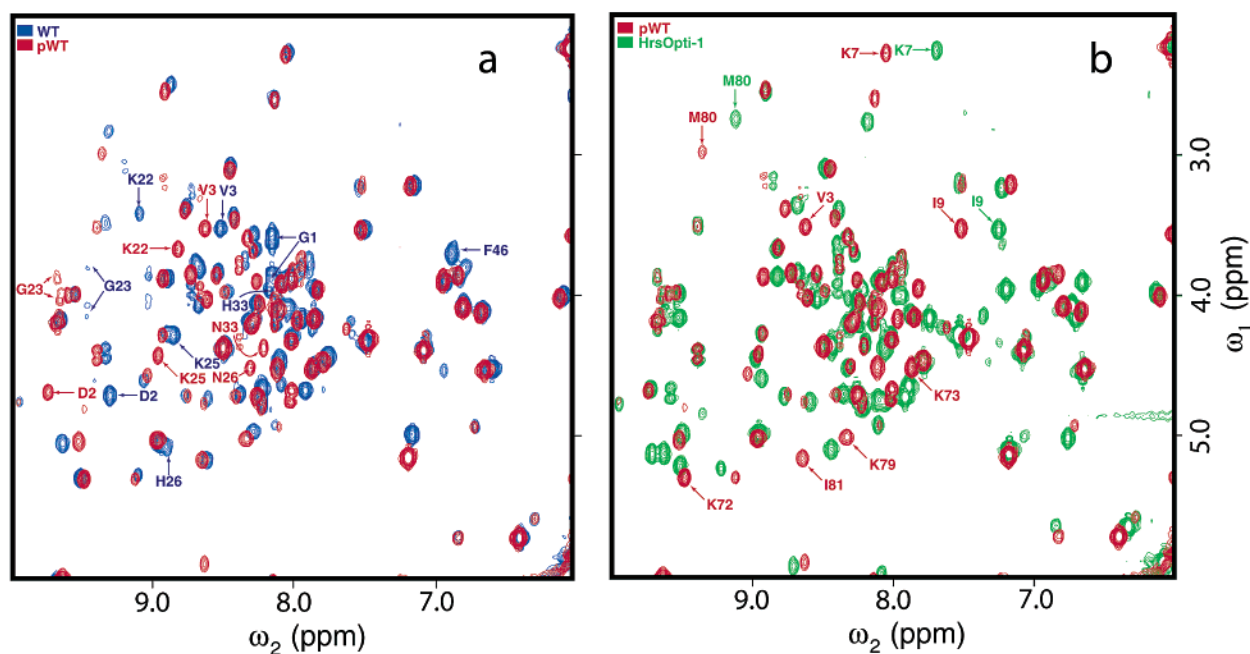 WT
pWT
a
K22
V3 V3
G1
K22
F46
G23
G23
H33
N33
K25
K25
N26
D2
D2
H26
9.0 8.0 7.0
ω2 (ppm)
pWT
HrsOpti-1
b
K7 K7
M80
M80
V3
I9
I9
K73
K79
I81
K72
3.0
4.0
5.0
ω1 (ppm)
9.0 8.0 7.0
ω2 (ppm)